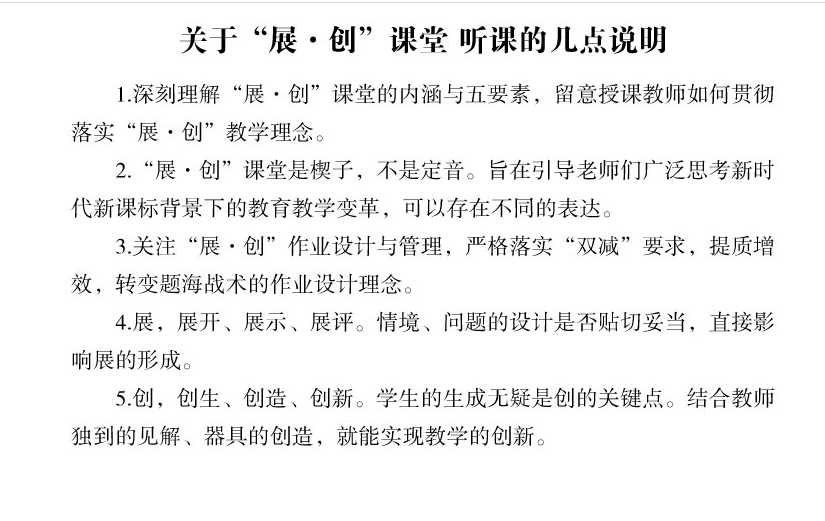 关于“展·创”课堂 听课的几点说明
1.深刻理解“展·创”课堂的内涵与五要素，留意授课教师如何贯彻
落实“展·创”教学理念。
2.“展·创”课堂是楔子，不是定音。旨在引导老师们广泛思考新时
代新课标背景下的教育教学变革，可以存在不同的表达。
3.关注“展·创”作业设计与管理，严格落实“双减”要求，提质增
效，转变题海战术的作业设计理念。
4.展，展开、展示、展评。情境、问题的设计是否贴切妥当，直接影
响展的形成。
5.创，创生、创造、创新。学生的生成无疑是创的关键点。结合教师
独到的见解、器具的创造，就能实现教学的创新。